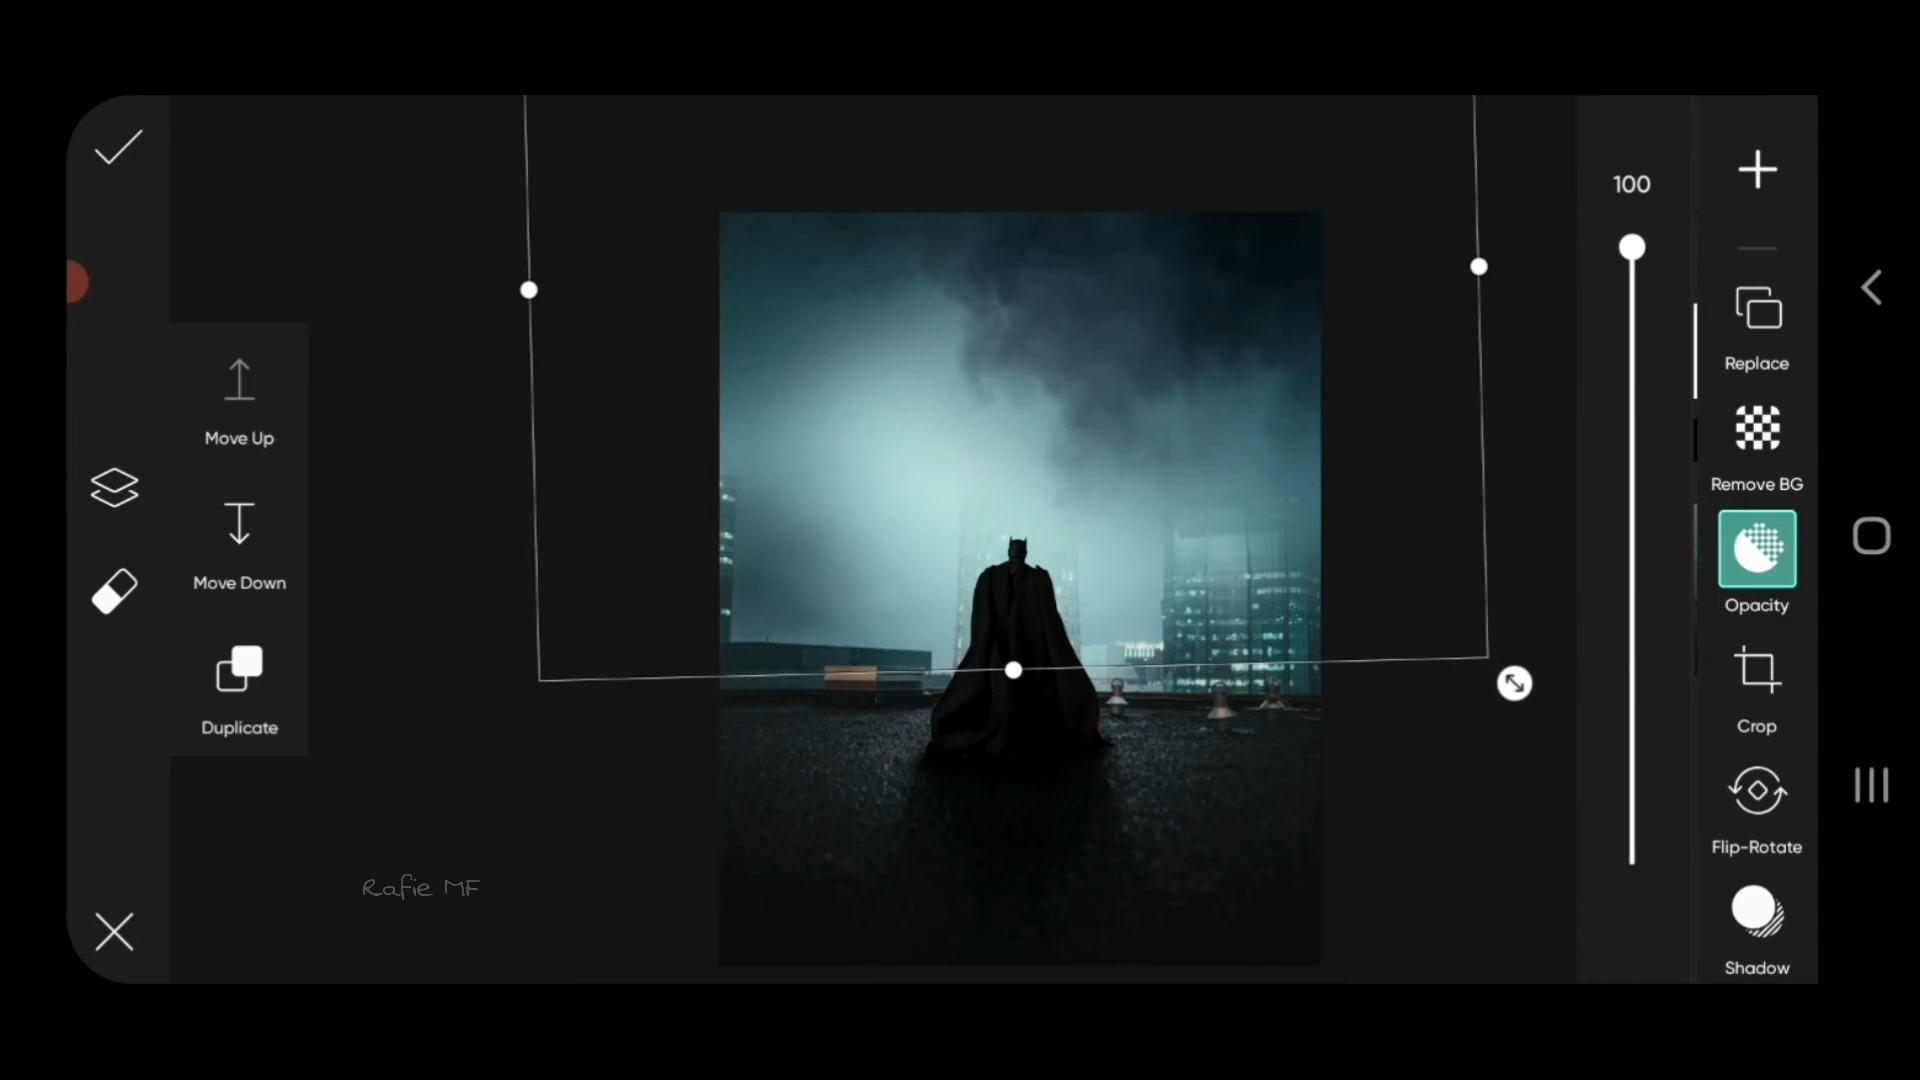 100
Replace
Move Up
Remove BG
Move Down
Opacity
Duplicate
Crop
Flip-Rotate
Rafie MF
Shadow